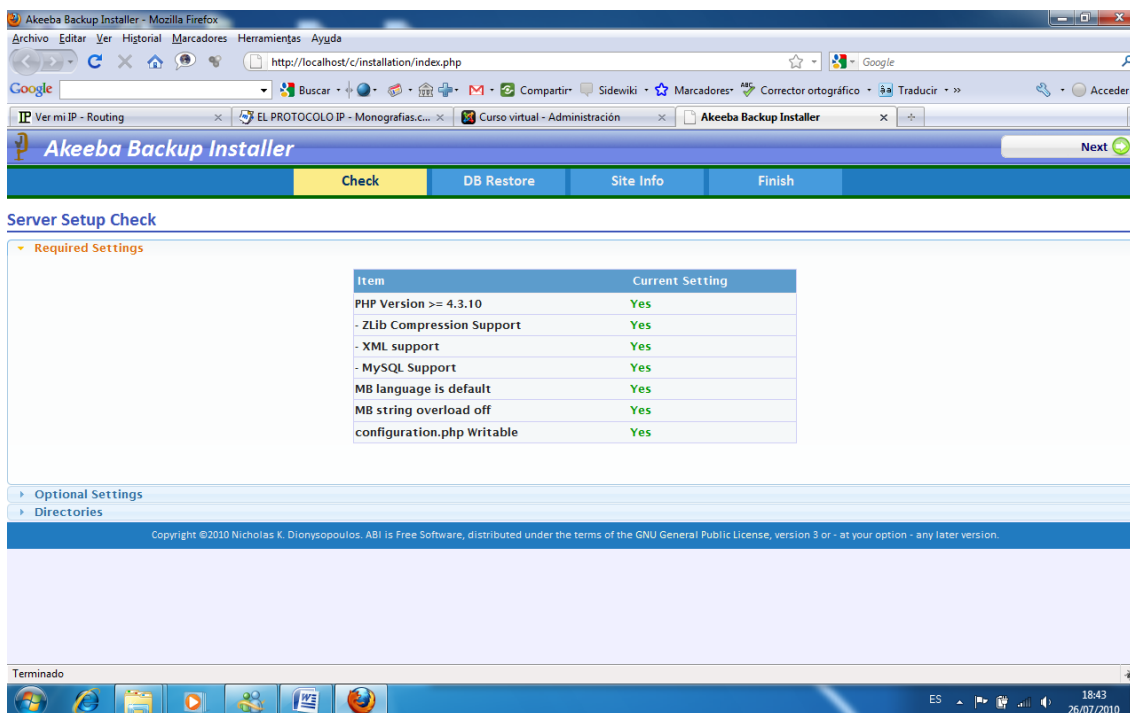 Akeeba Backup Installer - Mozilla Firefox
Archivo Editar Ver Historial Marcadores Herramientas Ayuda
http://localhost/c/installation/index.php Google
Google Buscar Compartir Sidewiki Marcadores Corrector ortográfico Traducir » Acceder
IP Ver mi IP - Routing EL PROTOCOLO IP - Monografias.c... Curso virtual - Administración Akeeba Backup Installer
Akeeba Backup Installer Next
Check DB Restore Site Info Finish
Server Setup Check
Required Settings
Item Current Setting
PHP Version >= 4.3.10 Yes
- ZLib Compression Support Yes
- XML support Yes
- MySQL Support Yes
MB language is default Yes
MB string overload off Yes
configuration.php Writable Yes
Optional Settings
Directories
Copyright ©2010 Nicholas K. Dionysopoulos. ABI is Free Software, distributed under the terms of the GNU General Public License, version 3 or - at your option - any later version.
Terminado
ES 18:43
26/07/2010